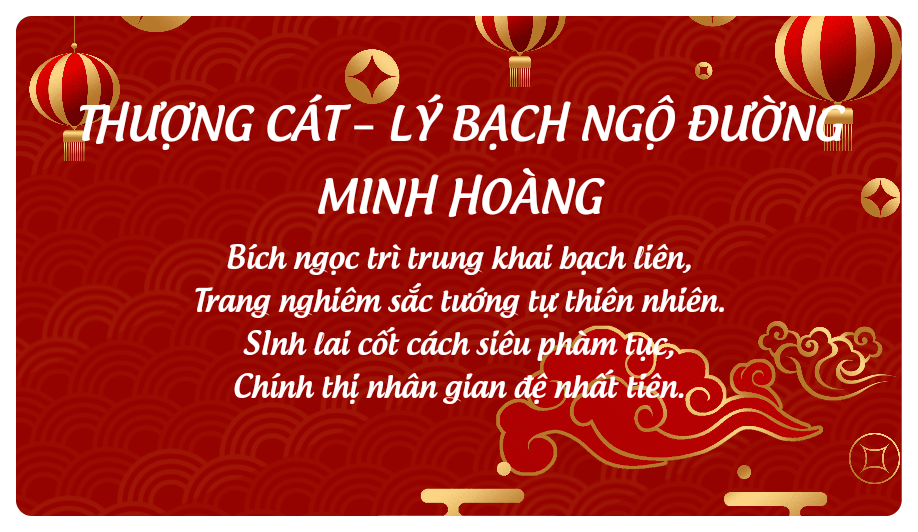 THƯỢNG CÁT – LÝ BẠCH NGỘ ĐƯỜNG
MINH HOÀNG
Bích ngọc trì trung khai bạch liên,
Trang nghiêm sắc tướng tự thiên nhiên.
SInh lai cốt cách siêu phàm tục,
Chính thị nhân gian đệ nhất tiên.